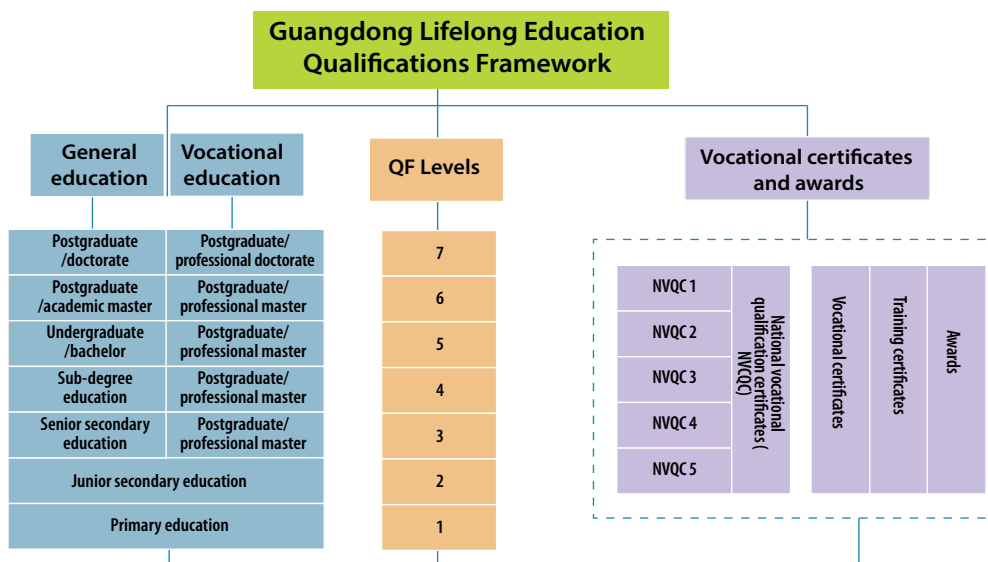 Guangdong Lifelong Education
Qualifications Framework
General
education
Vocational
education
QF Levels
Vocational certificates
and awards
Postgraduate
/doctorate
Postgraduate/
professional doctorate
7
Postgraduate
/academic master
Postgraduate/
professional master
6
Undergraduate
/bachelor
Postgraduate/
professional master
5
Sub-degree
education
Postgraduate/
professional master
4
Senior secondary
education
Postgraduate/
professional master
3
Junior secondary education
2
Primary education
1
NVQC 1
NVQC 2
NVQC 3
NVQC 4
NVQC 5
National vocational
qualification certificates (
NVCQC)
Vocational certificates
Training certificates
Awards